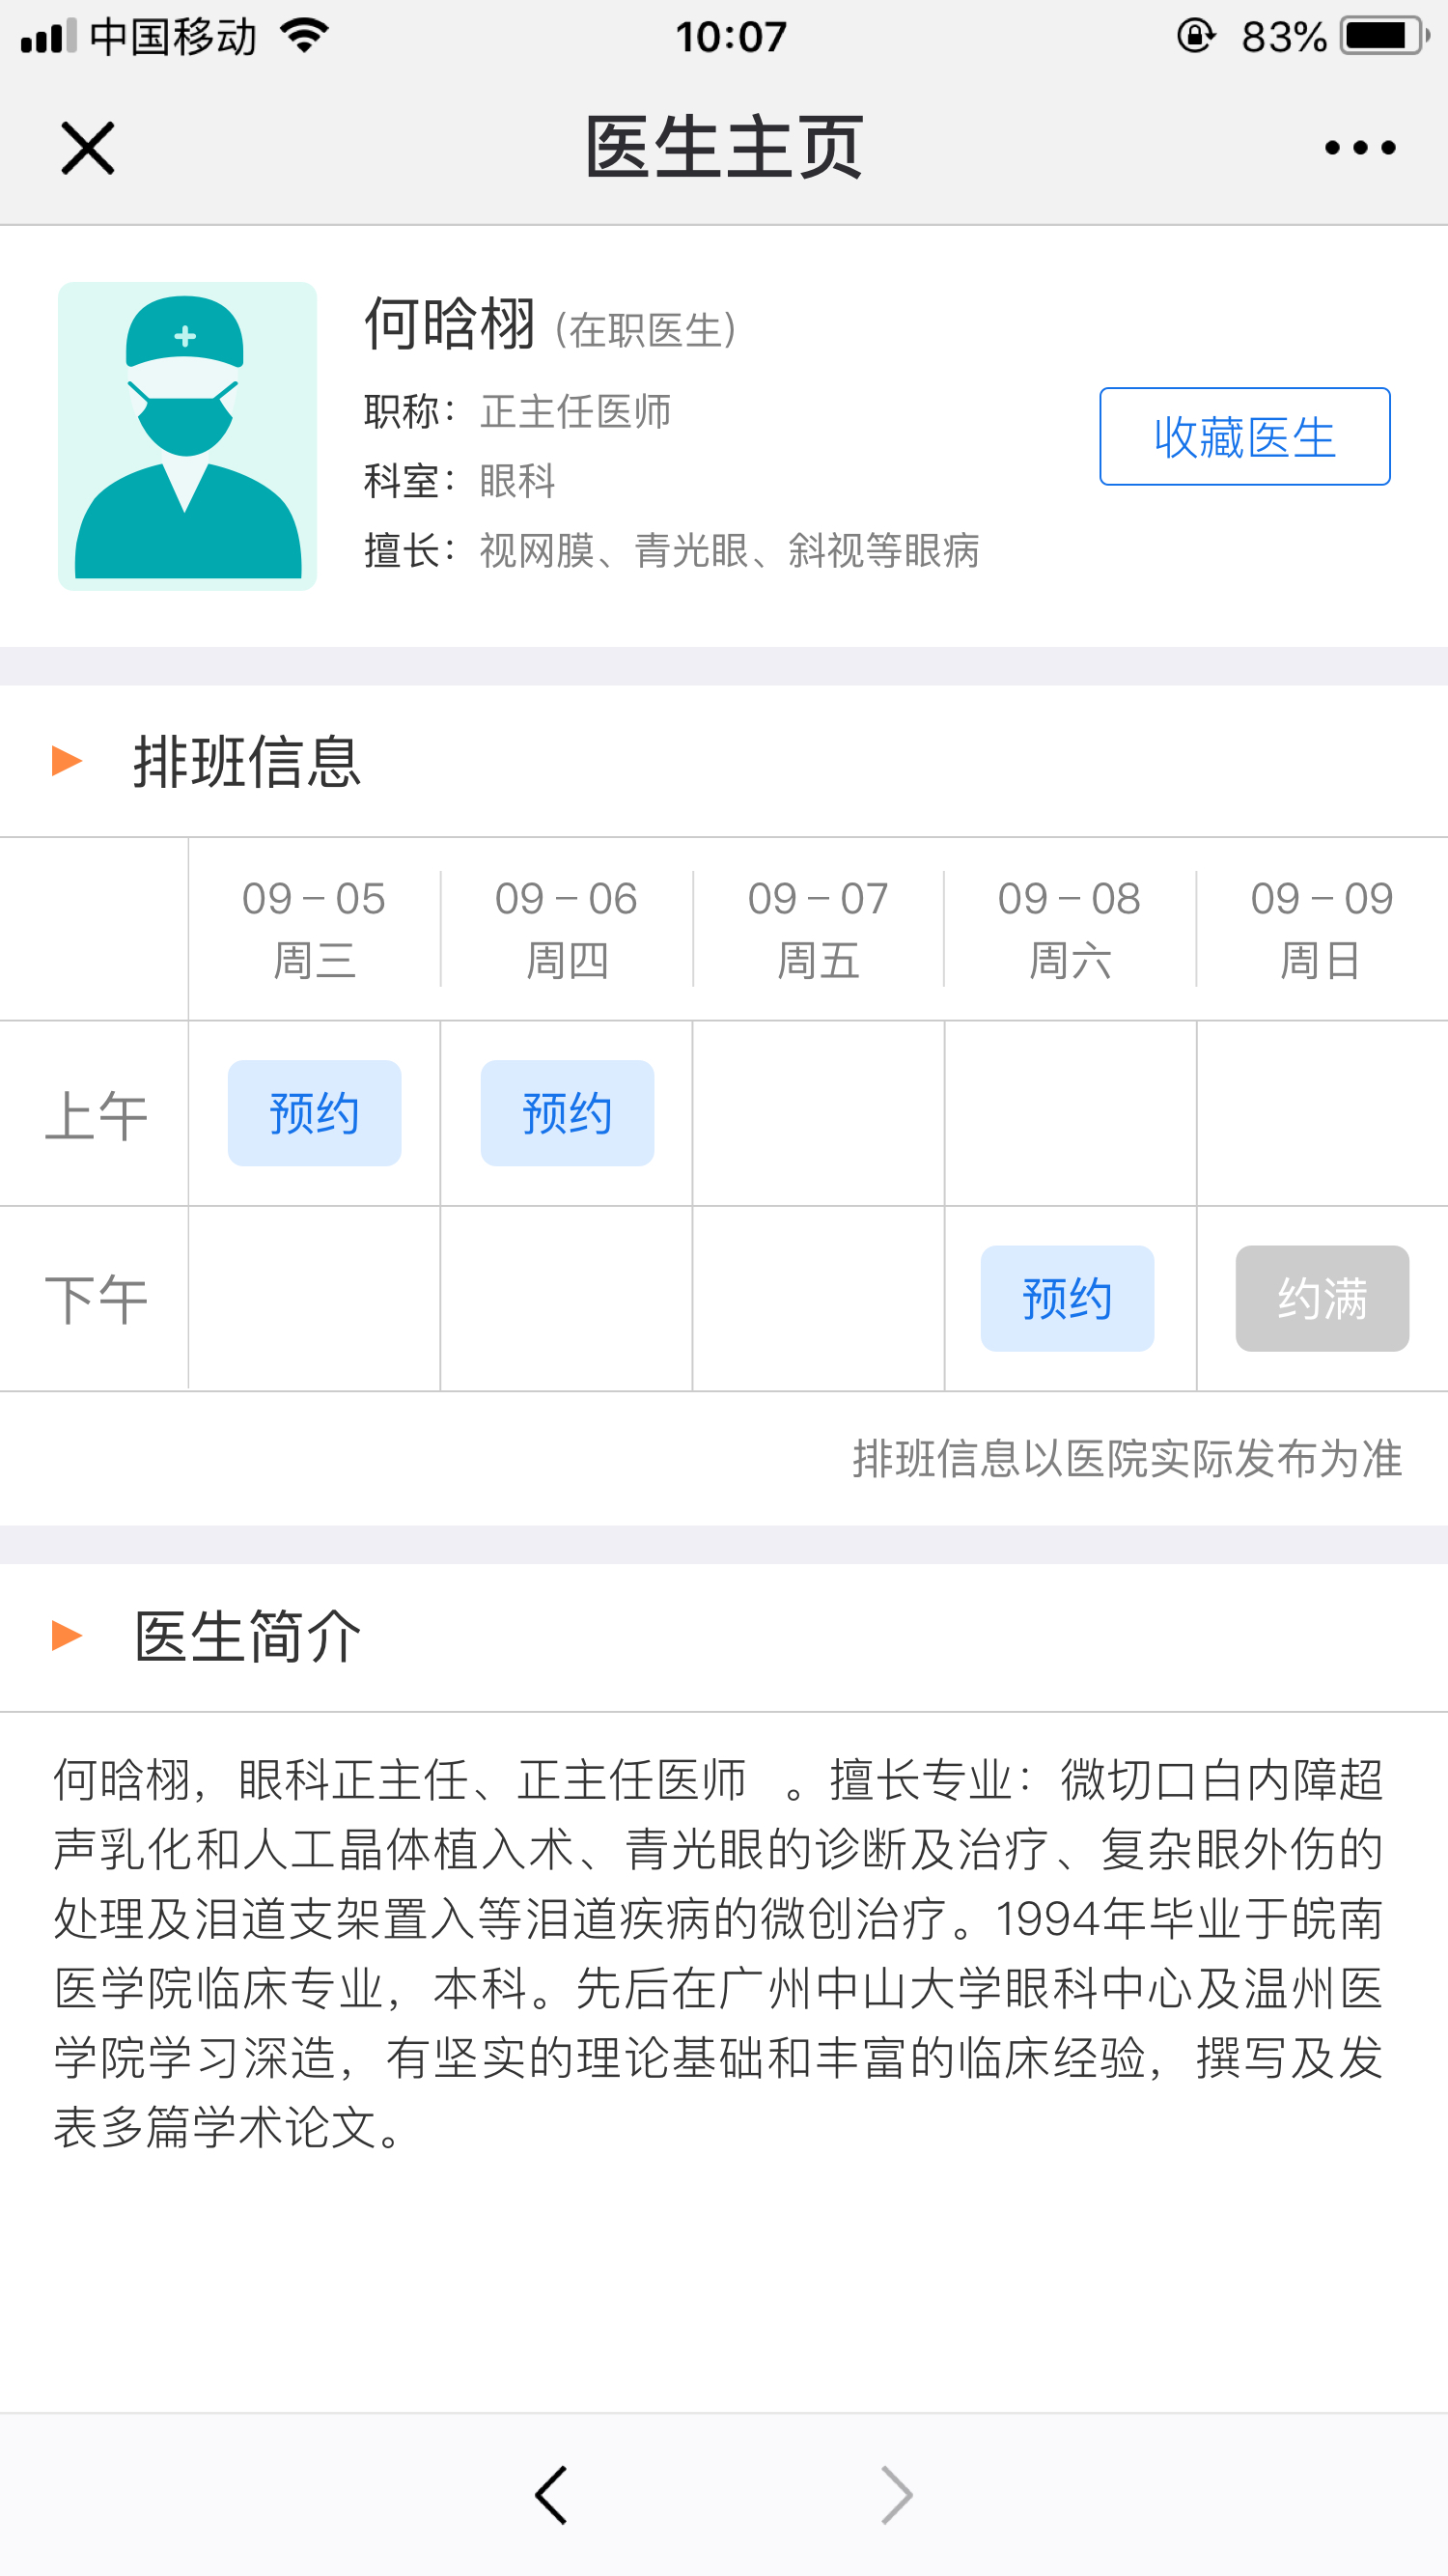 中国移动 10:07 83%
医生主页
何晗栩 (在职医生)
职称：正主任医师
收藏医生
科室：眼科
擅长：视网膜、青光眼、斜视等眼病
排班信息
09－05 09－06 09－07 09－08 09－09
周三 周四 周五 周六 周日
上午 预约 预约
下午 预约 约满
排班信息以医院实际发布为准
医生简介
何晗栩，眼科正主任、正主任医师 。擅长专业：微切口白内障超
声乳化和人工晶体植入术、青光眼的诊断及治疗、复杂眼外伤的
处理及泪道支架置入等泪道疾病的微创治疗。1994年毕业于皖南
医学院临床专业，本科。先后在广州中山大学眼科中心及温州医
学院学习深造，有坚实的理论基础和丰富的临床经验，撰写及发
表多篇学术论文。